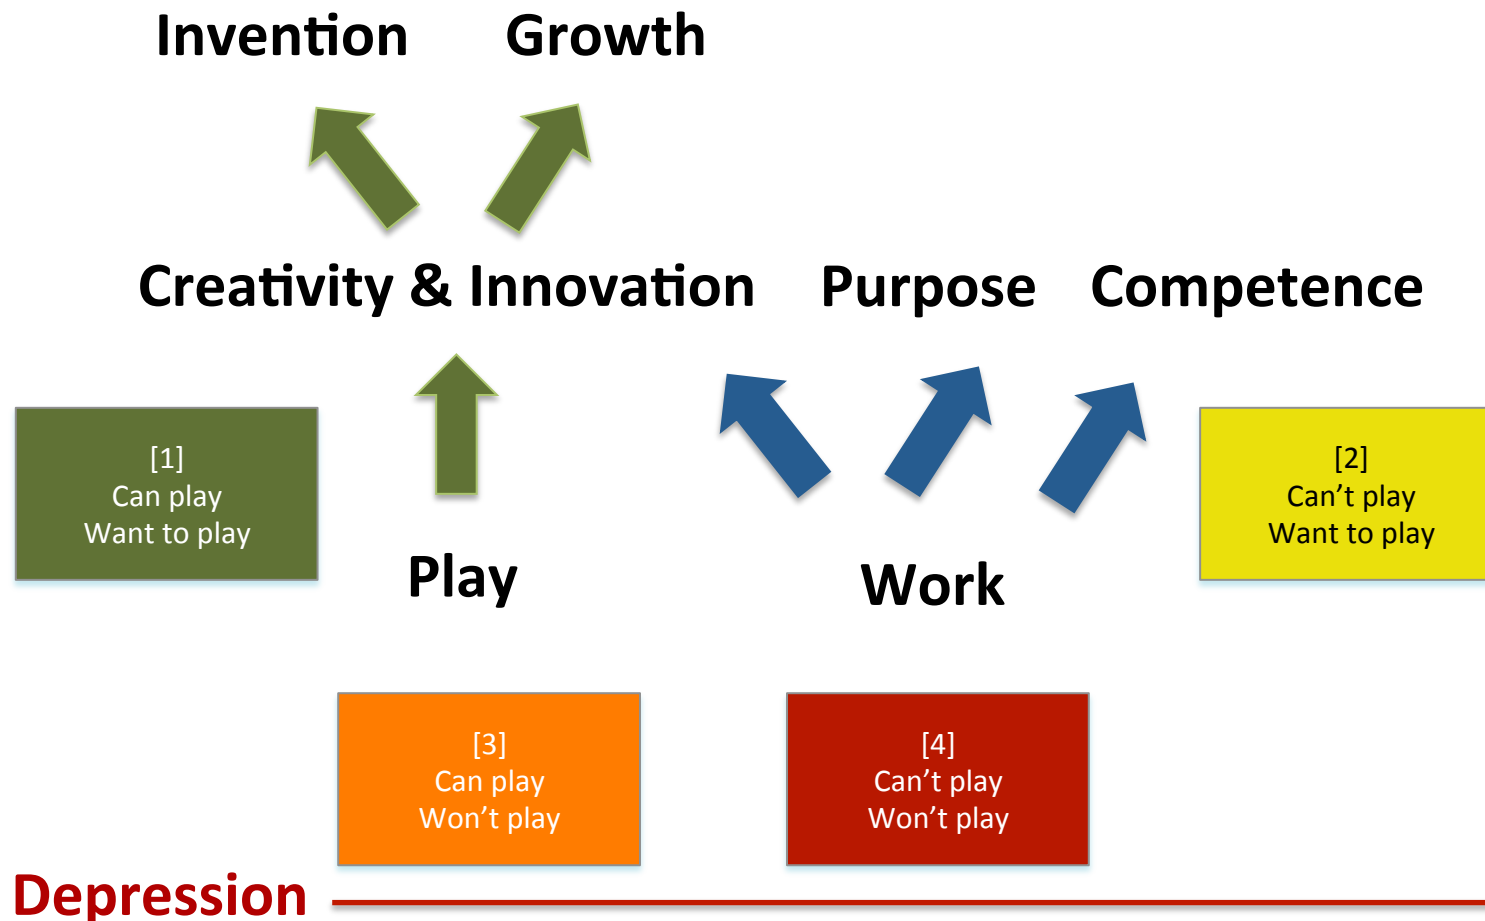 Invention Growth
Creativity & Innovation Purpose Competence
[1]
Can play
Want to play
[2]
Can’t play
Want to play
Play
Work
[3]
Can play
Won’t play
[4]
Can’t play
Won’t play
Depression